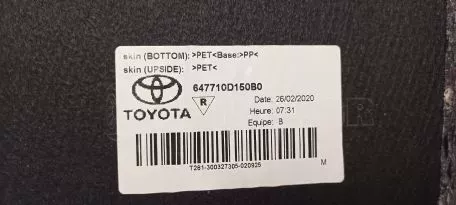 skin (BOTTOM): >PET<Base:>PP<
skin (UPSIDE): >PET<
647710D150B0
R
Date: 26/02/2020
TOYOTA
Heure: 07:31
Equipe: B
T281-300327305-020925
M